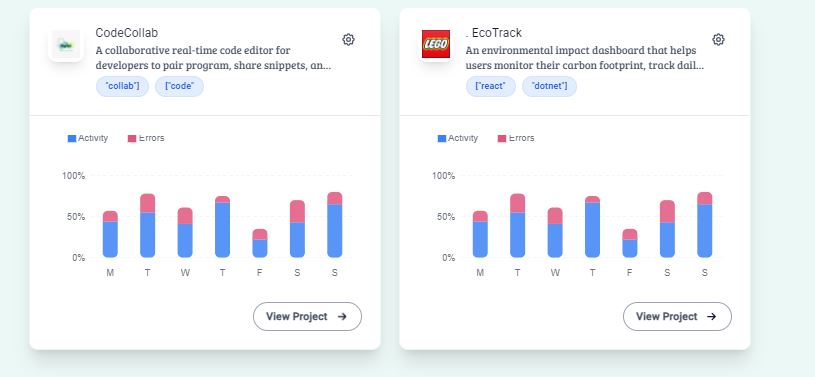 CodeCollab
A collaborative real-time code editor for
developers to pair program, share snippets, an...
"collab"]
["code"
Activity
Errors
100%
50%
0%
M T W T F S S
View Project
LEGO
. EcoTrack
An environmental impact dashboard that helps
users monitor their carbon footprint, track dail...
["react"
"dotnet"]
Activity
Errors
100%
50%
0%
M T W T F S S
View Project